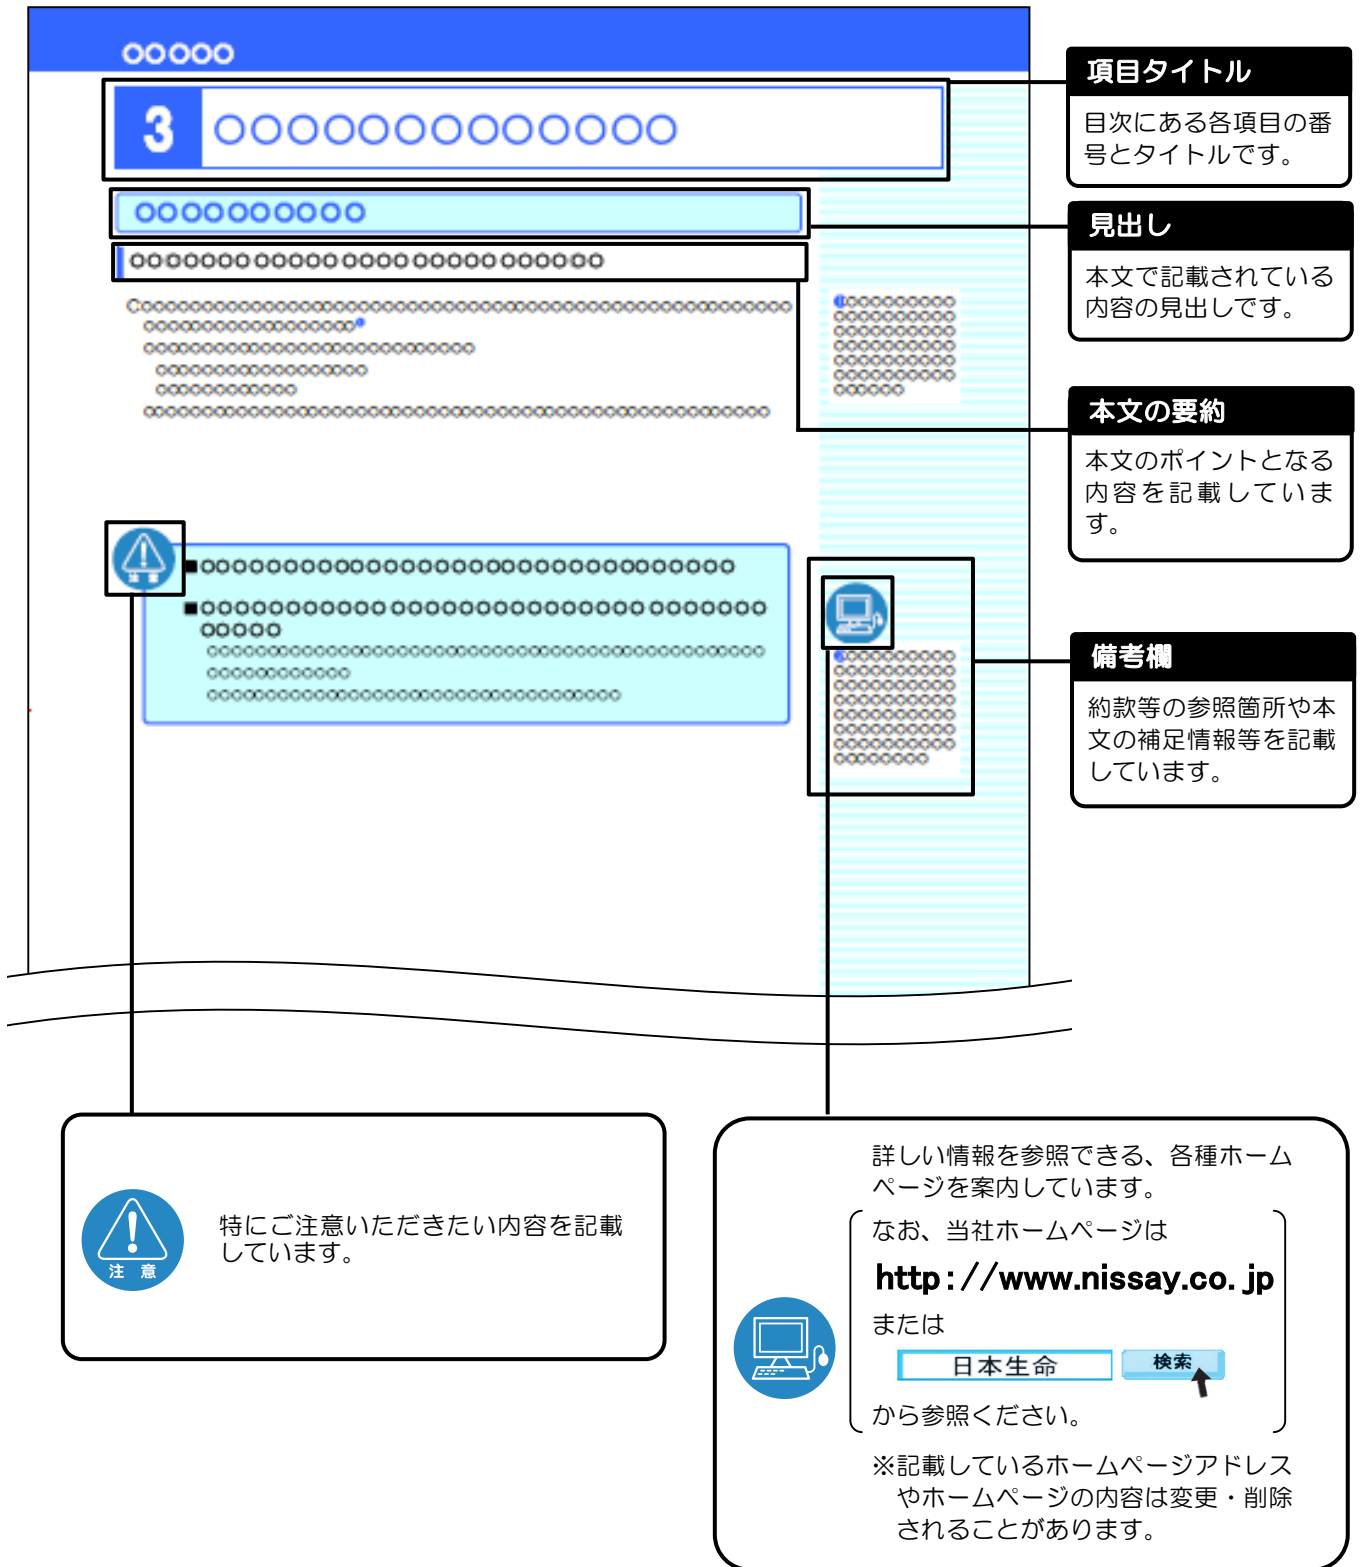 ○○○○○
3 ○○○○○○○○○○○○○
項目タイトル
目次にある各項目の番
号とタイトルです。
○○○○○○○○○○
見出し
本文で記載されている
内容の見出しです。
本文の要約
本文のポイントとなる
内容を記載していま
す。
備考欄
約款等の参照箇所や本
文の補足情報等を記載
しています。
注意
特にご注意いただきたい内容を記載
しています。
詳しい情報を参照できる、各種ホーム
ページを案内しています。
なお、当社ホームページは
http://www.nissay.co.jp
または
日本生命 検索
から参照ください。
※記載しているホームページアドレス
やホームページの内容は変更・削除
されることがあります。